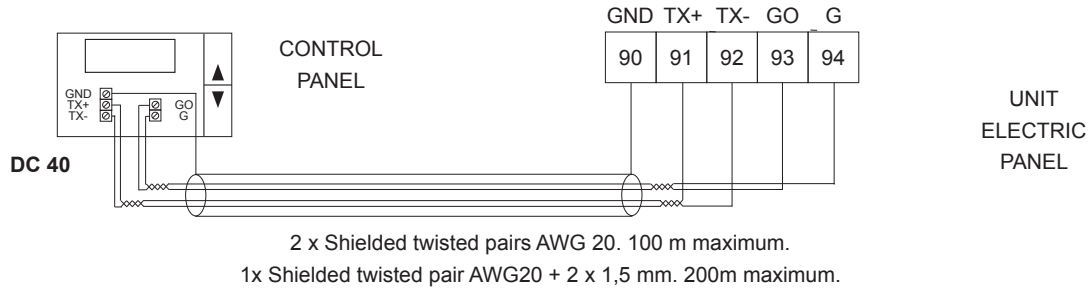 GND TX+ TX- GO G
90 91 92 93 94
CONTROL
PANEL
GND
TX+
TX-
GO
G
DC 40
UNIT
ELECTRIC
PANEL
2 x Shielded twisted pairs AWG 20. 100 m maximum.
1x Shielded twisted pair AWG20 + 2 x 1,5 mm. 200m maximum.